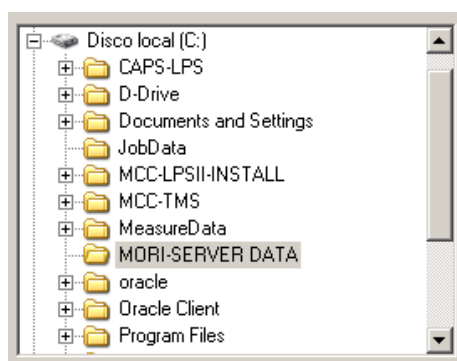 Disco local (C:)
CAPS-LPS
D-Drive
Documents and Settings
JobData
MCC-LPSII-INSTALL
MCC-TMS
MeasureData
MORI-SERVER DATA
oracle
Oracle Client
Program Files